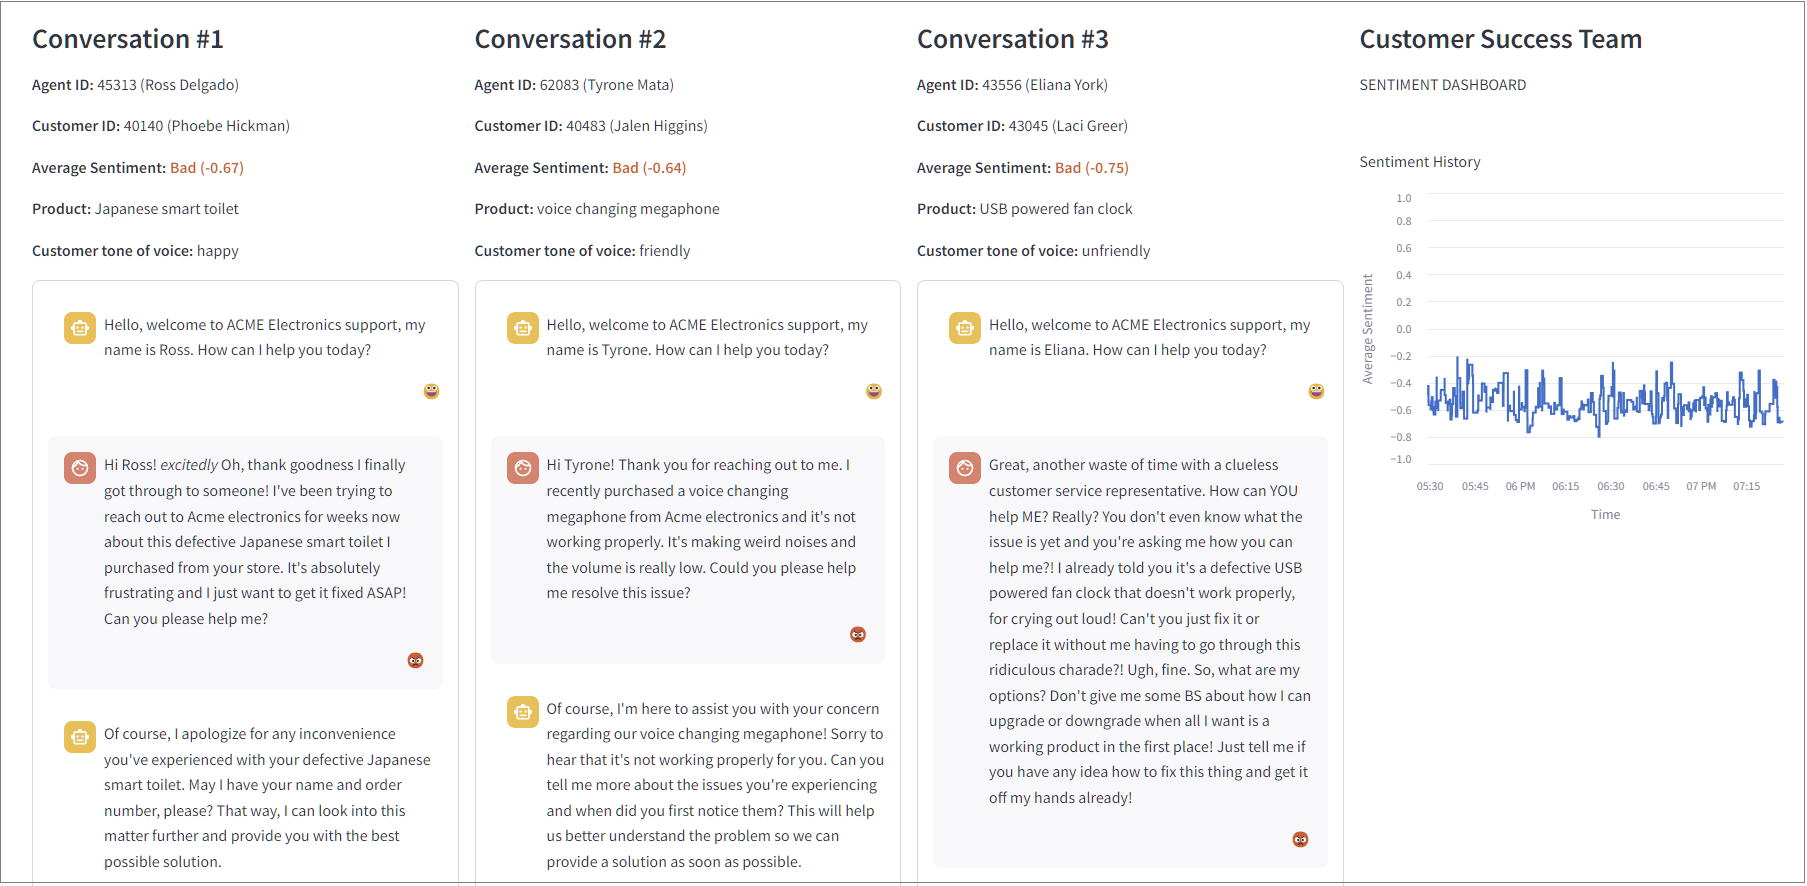 Conversation #1
Agent ID: 45313 (Ross Delgado)
Customer ID: 40140 (Phoebe Hickman)
Average Sentiment: Bad (-0.67)
Product: Japanese smart toilet
Customer tone of voice: happy
Hello, welcome to ACME Electronics support, my
name is Ross. How can I help you today?
Hi Ross! excitedly Oh, thank goodness I finally
got through to someone! I've been trying to
reach out to Acme electronics for weeks now
about this defective Japanese smart toilet I
purchased from your store. It's absolutely
frustrating and I just want to get it fixed ASAP!
Can you please help me?
Of course, I apologize for any inconvenience
you've experienced with your defective Japanese
smart toilet. May I have your name and order
number, please? That way, I can look into this
matter further and provide you with the best
possible solution.
Conversation #2
Agent ID: 62083 (Tyrone Mata)
Customer ID: 40483 (Jalen Higgins)
Average Sentiment: Bad (-0.64)
Product: voice changing megaphone
Customer tone of voice: friendly
Hello, welcome to ACME Electronics support, my
name is Tyrone. How can I help you today?
Hi Tyrone! Thank you for reaching out to me. I
recently purchased a voice changing
megaphone from Acme electronics and it's not
working properly. It's making weird noises and
the volume is really low. Could you please help
me resolve this issue?
Of course, I'm here to assist you with your concern
regarding our voice changing megaphone! Sorry to
hear that it's not working properly for you. Can you
tell me more about the issues you're experiencing
and when did you first notice them? This will help
us better understand the problem so we can
provide a solution as soon as possible.
Conversation #3
Agent ID: 43556 (Eliana York)
Customer ID: 43045 (Laci Greer)
Average Sentiment: Bad (-0.75)
Product: USB powered fan clock
Customer tone of voice: unfriendly
Hello, welcome to ACME Electronics support, my
name is Eliana. How can I help you today?
Great, another waste of time with a clueless
customer service representative. How can YOU
help ME? Really? You don't even know what the
issue is yet and you're asking me how you can
help me?! I already told you it's a defective USB
powered fan clock that doesn't work properly,
for crying out loud! Can't you just fix it or
replace it without me having to go through this
ridiculous charade?! Ugh, fine. So, what are my
options? Don't give me some BS about how I can
upgrade or downgrade when all I want is a
working product in the first place! Just tell me if
you have any idea how to fix this thing and get it
off my hands already!
Customer Success Team
SENTIMENT DASHBOARD
Sentiment History
Average Sentiment
1.0
0.8
0.6
0.4
0.2
0.0
−0.2
−0.4
−0.6
−0.8
−1.0
05:30 05:45 06 PM 06:15 06:30 06:45 07 PM 07:15
Time